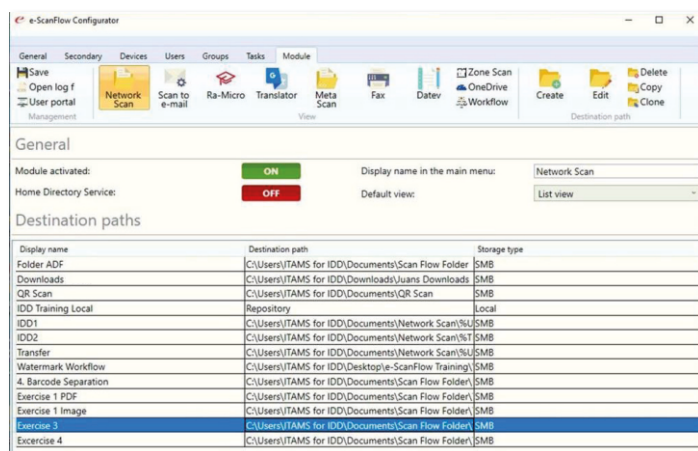 e-ScanFlow Configurator
General Secondary Devices Users Groups Tasks Module
Save
Open log f
User portal
Management
Network Scan
Scan to e-mail
Ra-Micro
Translator
Meta Scan
Fax
Datev
Zone Scan
OneDrive
Workflow
View
Create
Edit
Delete
Copy
Clone
Destination path
General
Module activated: ON Display name in the main menu: Network Scan
Home Directory Service: OFF Default view: List view
Destination paths
Display name Destination path Storage type
Folder ADF C:\Users\ITAMS for IDD\Documents\Scan Flow Folder SMB
Downloads C:\Users\ITAMS for IDD\Downloads\Juans Downloads SMB
QR Scan C:\Users\ITAMS for IDD\Documents\QR Scan SMB
IDD Training Local Repository Local
IDD1 C:\Users\ITAMS for IDD\Documents\Network Scan\%U SMB
IDD2 C:\Users\ITAMS for IDD\Documents\Network Scan\%T SMB
Transfer C:\Users\ITAMS for IDD\Documents\Network Scan\%U SMB
Watermark Workflow C:\Users\ITAMS for IDD\Desktop\e-ScanFlow Training\ SMB
4. Barcode Separation C:\Users\ITAMS for IDD\Documents\Scan Flow Folder\ SMB
Exercise 1 PDF C:\Users\ITAMS for IDD\Documents\Scan Flow Folder\ SMB
Exercise 1 Image C:\Users\ITAMS for IDD\Documents\Scan Flow Folder\ SMB
Exercise 3 C:\Users\ITAMS for IDD\Documents\Scan Flow Folder\ SMB
Excercise 4 C:\Users\ITAMS for IDD\Documents\Scan Flow Folder\ SMB